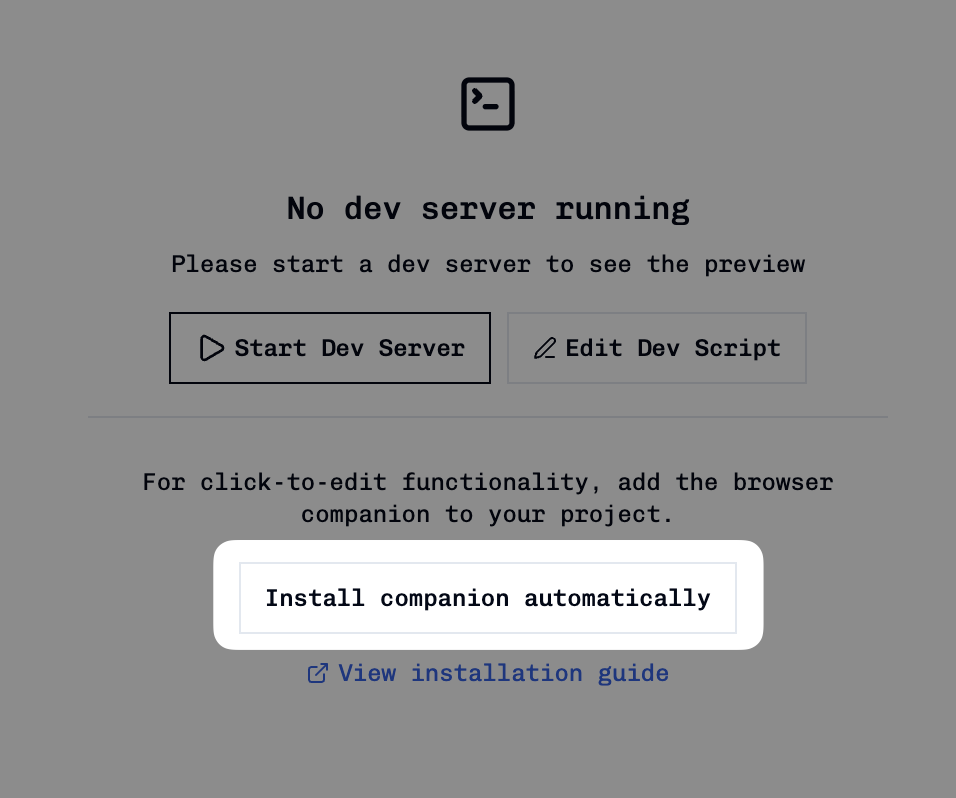 No dev server running
Please start a dev server to see the preview
Start Dev Server
Edit Dev Script
For click-to-edit functionality, add the browser
companion to your project.
Install companion automatically
View installation guide